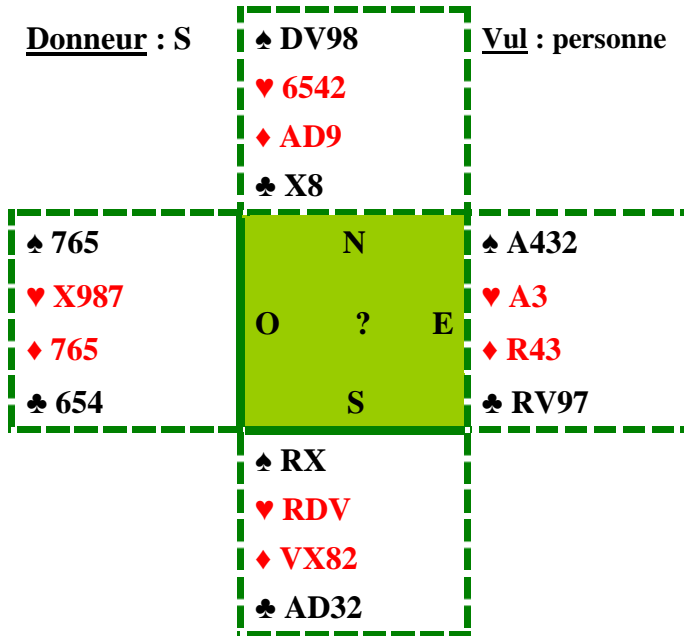 Donneur : S
♠ DV98
Vul : personne
♥ 6542
♦ AD9
♣ X8
♠ 765
N
♠ A432
♥ X987
♥ A3
O ? E
♦ 765
♦ R43
♣ 654
S
♣ RV97
♠ RX
♥ RDV
♦ VX82
♣ AD32